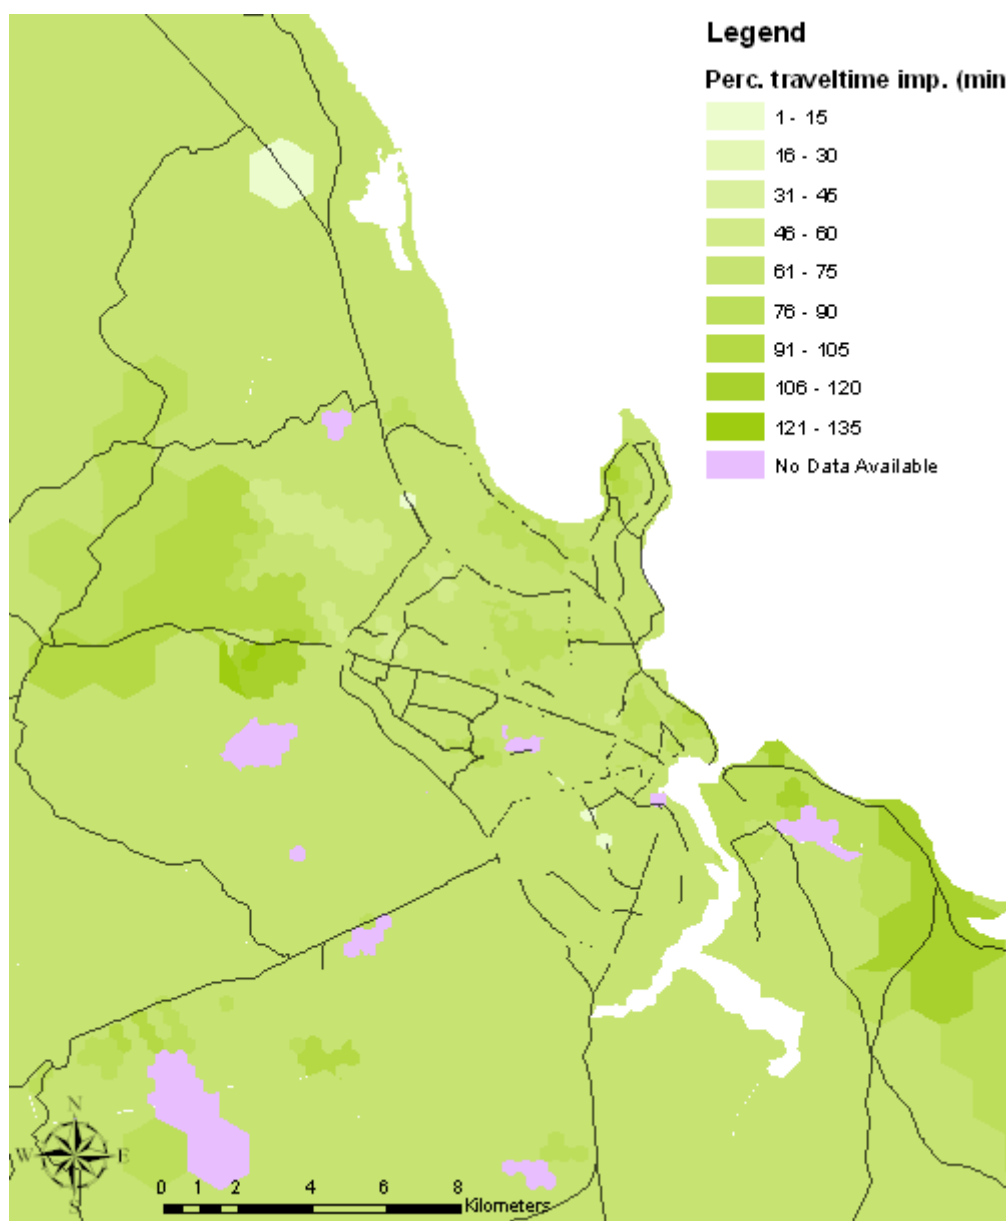 Legend
Perc. traveltime imp. (min
1 - 15
16 - 30
31 - 45
46 - 60
61 - 75
76 - 90
91 - 105
106 - 120
121 - 135
No Data Available
N
W E
S
0 1 2 4 6 8
Kilometers